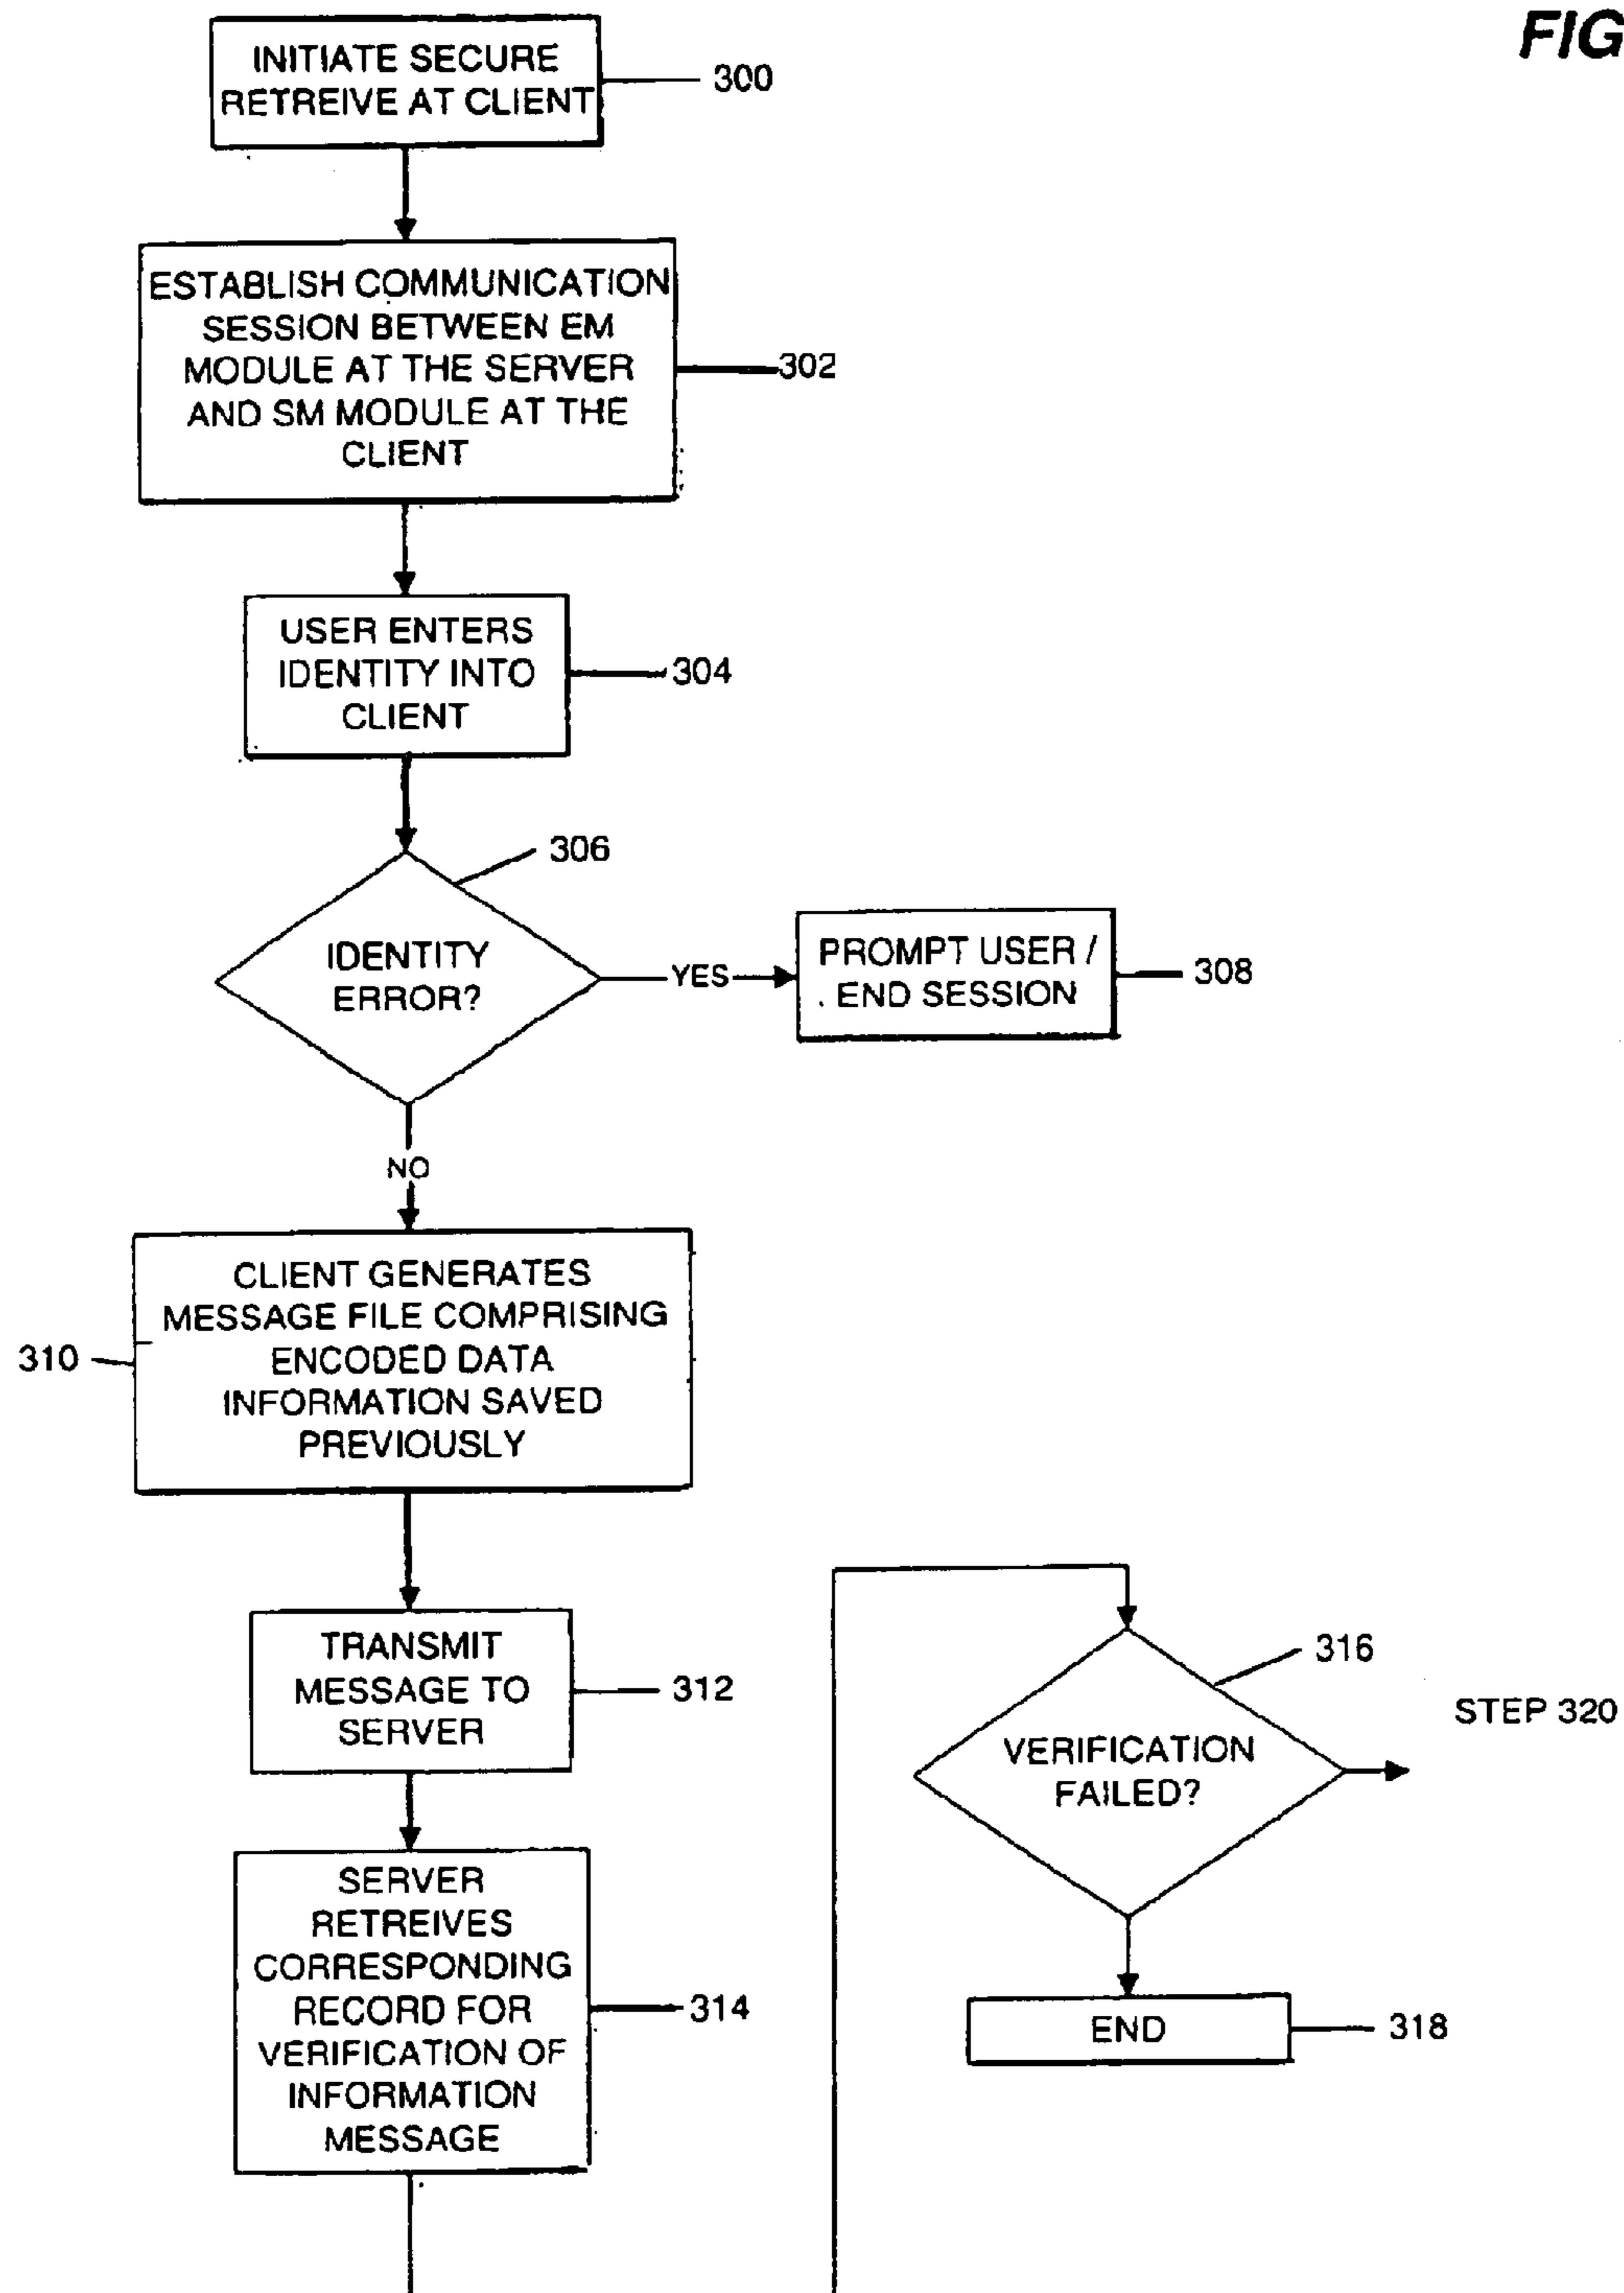 FIG
INITIATE SECURE
RETREIVE AT CLIENT
300
ESTABLISH COMMUNICATION
SESSION BETWEEN EM
MODULE AT THE SERVER
AND SM MODULE AT THE
CLIENT
302
USER ENTERS
IDENTITY INTO
CLIENT
304
306
IDENTITY
ERROR?
YES
PROMPT USER /
END SESSION
308
NO
CLIENT GENERATES
MESSAGE FILE COMPRISING
ENCODED DATA
INFORMATION SAVED
PREVIOUSLY
310
TRANSMIT
MESSAGE TO
SERVER
312
SERVER
RETREIVES
CORRESPONDING
RECORD FOR
VERIFICATION OF
INFORMATION
MESSAGE
314
316
VERIFICATION
FAILED?
STEP 320
END
318